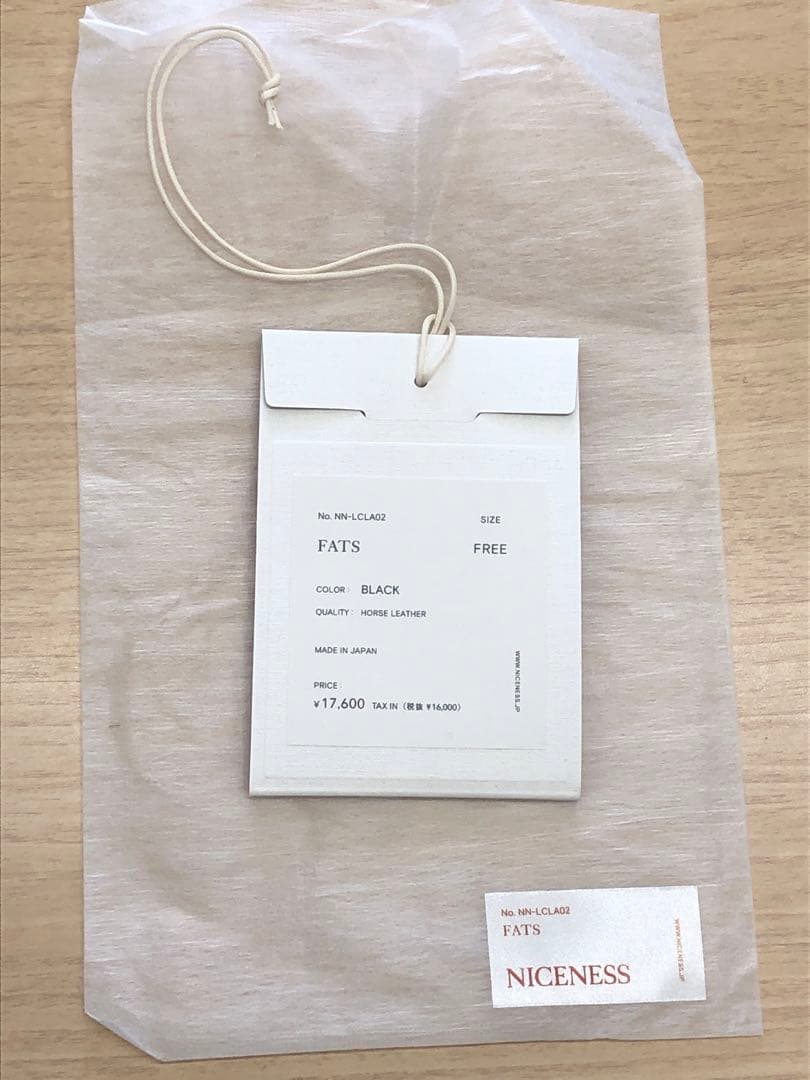 No. NN-LCLA02
SIZE
FATS
FREE
COLOR: BLACK
QUALITY: HORSE LEATHER
MADE IN JAPAN
WWW.NICENESS.JP
PRICE:
¥17,600 TAX IN (税抜 ¥16,000)
No. NN-LCLA02
FATS
NICENESS
WWW.NICENESS.JP